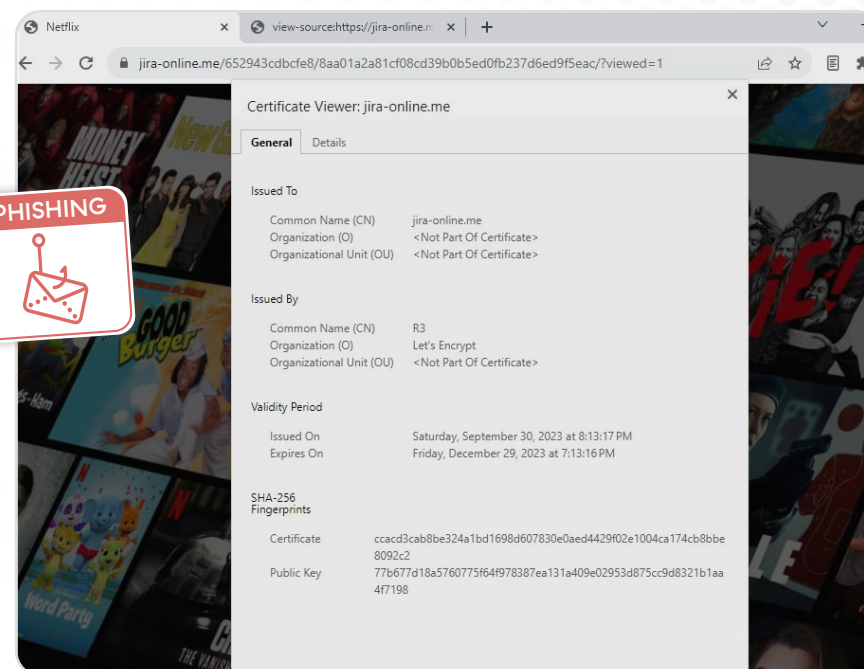 Netflix
view-source:https://jira-online.m
jira-online.me/652943cdbcfe8/8aa01a2a81cf08cd39b0b5ed0fb237d6ed9f5eac/?viewed=1
Certificate Viewer: jira-online.me
General Details
Issued To
Common Name (CN) jira-online.me
Organization (O) <Not Part Of Certificate>
Organizational Unit (OU) <Not Part Of Certificate>
Issued By
Common Name (CN) R3
Organization (O) Let's Encrypt
Organizational Unit (OU) <Not Part Of Certificate>
Validity Period
Issued On Saturday, September 30, 2023 at 8:13:17 PM
Expires On Friday, December 29, 2023 at 7:13:16 PM
SHA-256
Fingerprints
Certificate ccacd3cab8be324a1bd1698d607830e0aed4429f02e1004ca174cb8bbe
8092c2
Public Key 77b677d18a5760775f64f978387ea131a409e02953d875cc9d8321b1aa
4f7198
PHISHING
MONEY
HEIST
New G
GOOD
Burger
Word Party
THE VANIS